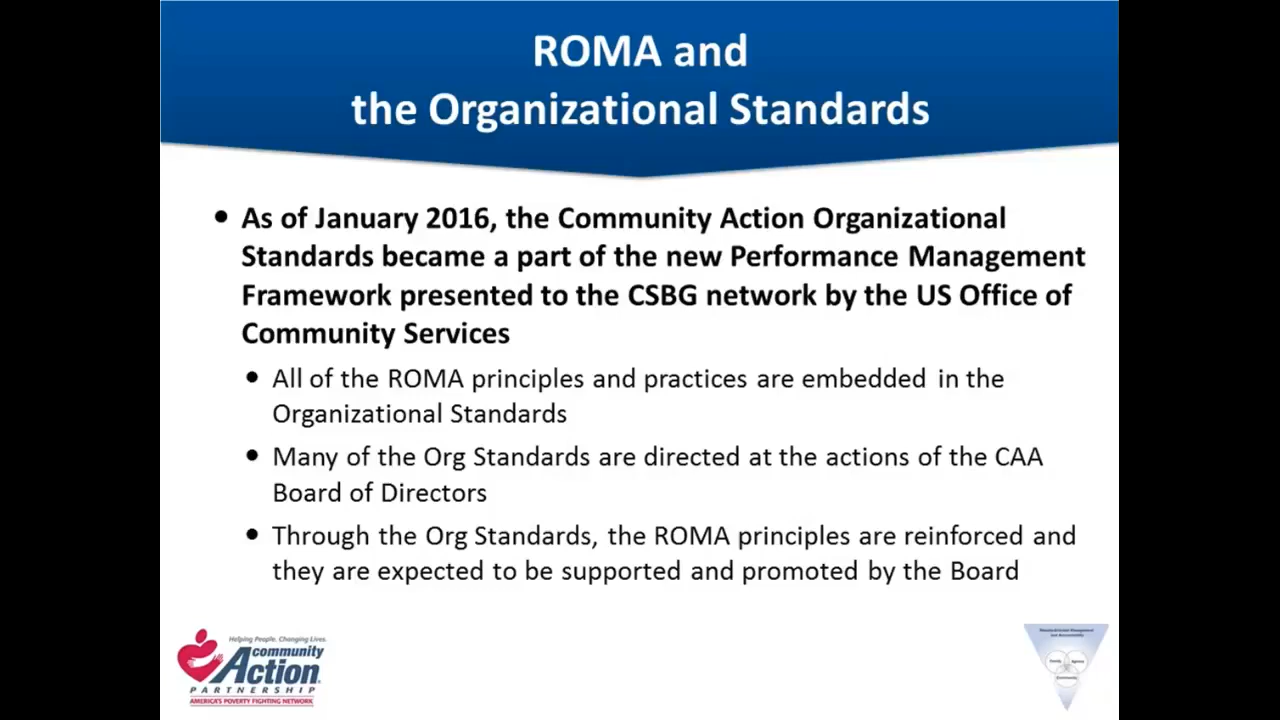 ROMA and
the Organizational Standards
• As of January 2016, the Community Action Organizational
Standards became a part of the new Performance Management
Framework presented to the CSBG network by the US Office of
Community Services
• All of the ROMA principles and practices are embedded in the
Organizational Standards
• Many of the Org Standards are directed at the actions of the CAA
Board of Directors
• Through the Org Standards, the ROMA principles are reinforced and
they are expected to be supported and promoted by the Board
Helping People. Changing Lives.
community
Action
PARTNERSHIP
AMERICA'S POVERTY FIGHTING NETWORK
and Accountability
Family
Agency
Community